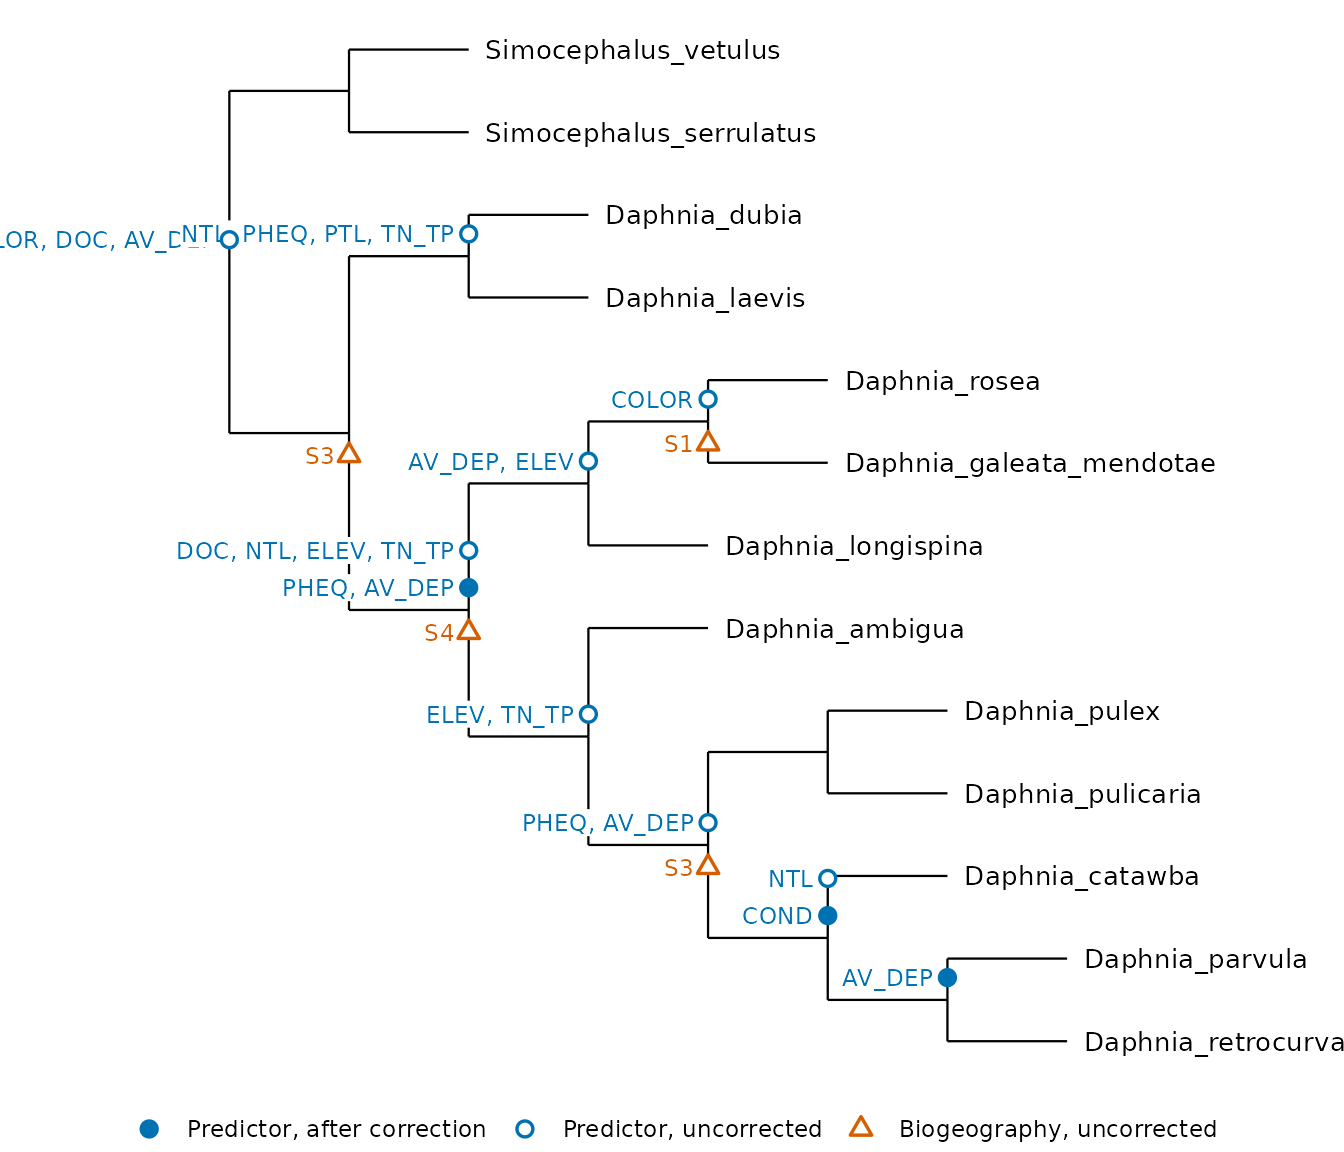 Simocephalus_vetulus
Simocephalus_serrulatus
Daphnia_dubia
DOC,
NTL, PHEQ, PTL, TN_TP
Daphnia_laevis
Daphnia_rosea
COLOR
S1
Daphnia_galeata_mendotae
S3
AV_DEP, ELEV
Daphnia_longispina
DOC, NTL, ELEV, TN_TP
PHEQ, AV_DEP
S4
Daphnia_ambigua
ELEV, TN_TP
Daphnia_pulex
Daphnia_pulicaria
PHEQ, AV_DEP
S3
NTL
Daphnia_catawba
COND
Daphnia_parvula
AV_DEP
Daphnia_retrocurva
Predictor, after correction
Predictor, uncorrected
Biogeography, uncorrected